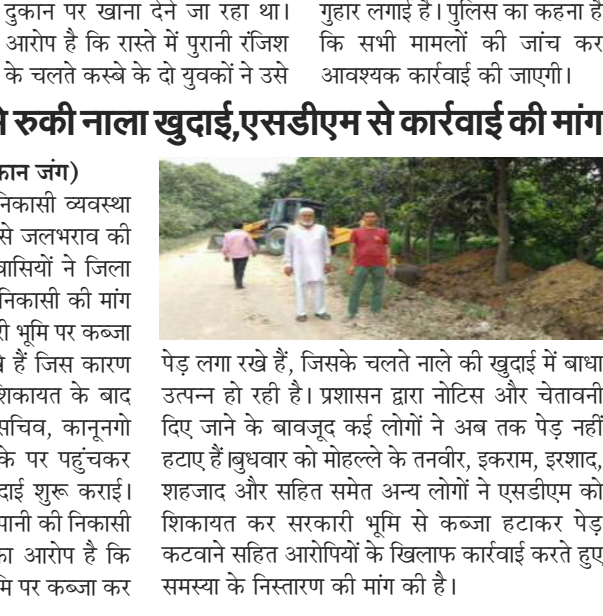 दुकान पर खाना देने जा रहा था।
आरोप है कि रास्ते में पुरानी रंजिश
के चलते कस्बे के दो युवकों ने उसे
गुहार लगाई है। पुलिस का कहना है
कि सभी मामलों की जांच कर
आवश्यक कार्रवाई की जाएगी।
रुकी नाला खुदाई,एसडीएम से कार्रवाई की मांग
जंग)
निकासी व्यवस्था
से जलभराव की
ने जिला
निकासी की मांग
भूमि पर कब्जा
हैं जिस कारण
शिकायत के बाद
सचिव, कानूनगो
के पर पहुंचकर
शुरू कराई।
पानी की निकासी
का आरोप है कि
पर कब्जा कर
पेड़ लगा रखे हैं, जिसके चलते नाले की खुदाई में बाधा
उत्पन्न हो रही है। प्रशासन द्वारा नोटिस और चेतावनी
दिए जाने के बावजूद कई लोगों ने अब तक पेड़ नहीं
हटाए हैं।बुधवार को मोहल्ले के तनवीर, इकराम, इरशाद,
शहजाद और सहित समेत अन्य लोगों ने एसडीएम को
शिकायत कर सरकारी भूमि से कब्जा हटाकर पेड़
कटवाने सहित आरोपियों के खिलाफ कार्रवाई करते हुए
समस्या के निस्तारण की मांग की है।